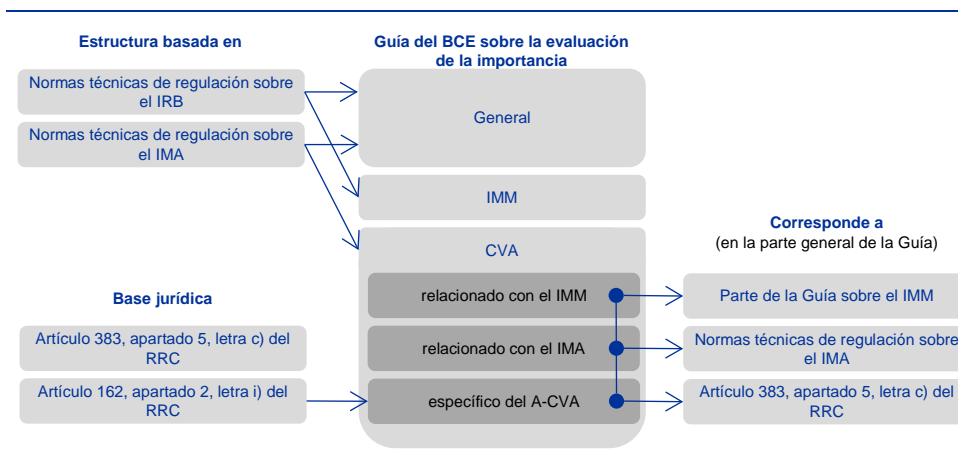 Estructura basada en
Normas técnicas de regulación sobre
el IRB
Normas técnicas de regulación sobre
el IMA
Guía del BCE sobre la evaluación
de la importancia
General
IMM
CVA
relacionado con el IMM
relacionado con el IMA
específico del A-CVA
Base jurídica
Artículo 383, apartado 5, letra c) del
RRC
Artículo 162, apartado 2, letra i) del
RRC
Corresponde a
(en la parte general de la Guía)
Parte de la Guía sobre el IMM
Normas técnicas de regulación sobre
el IMA
Artículo 383, apartado 5, letra c) del
RRC